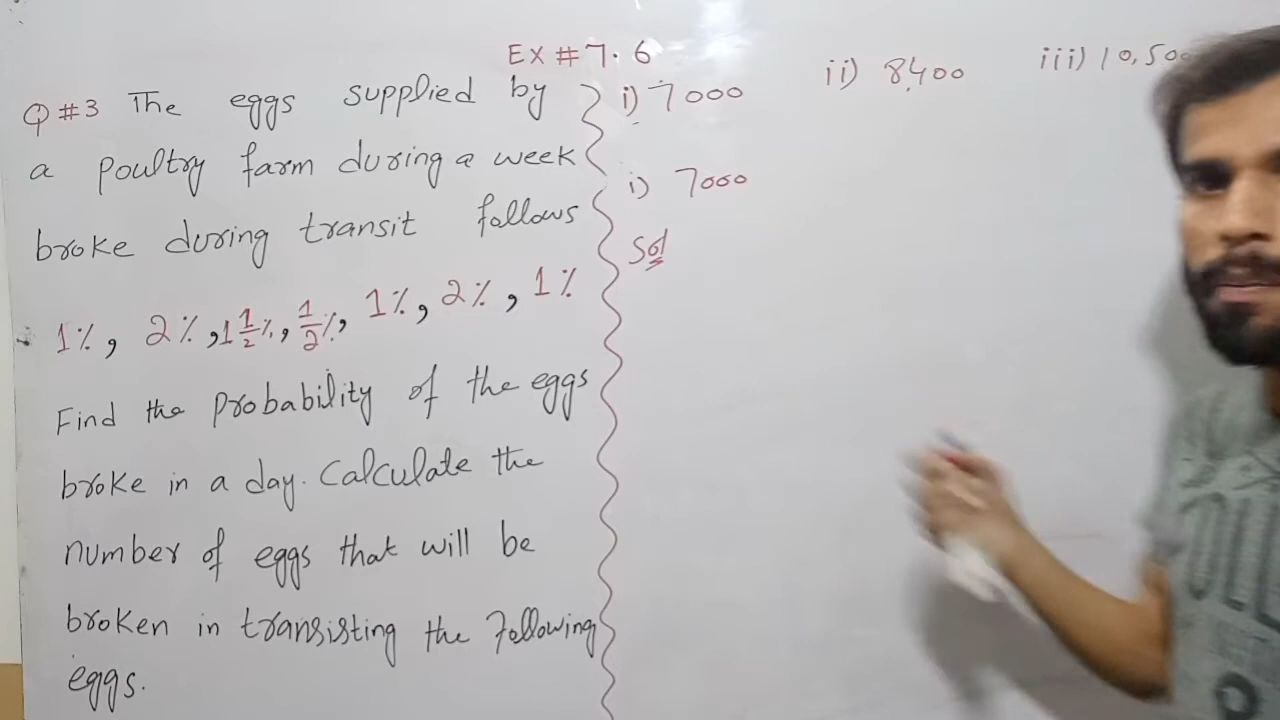 EX # 7.6
Q #3 The eggs supplied by
a poultry farm during a week
broke during transit follows
1%, 2%, 1 1/2%, 1/2%, 1%, 2%, 1%
Find the probability of the eggs
broke in a day. Calculate the
number of eggs that will be
broken in transisting the following
eggs.
i) 7000
ii) 8,400
iii) 10,500
i) 7000
Sol